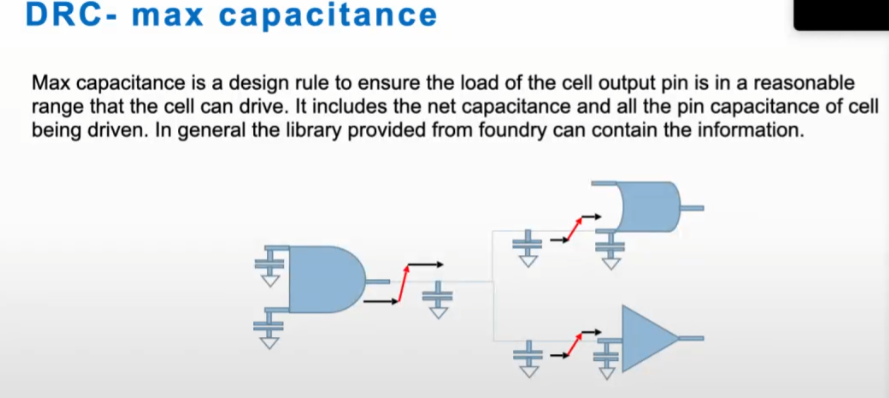 DRC- max capacitance
Max capacitance is a design rule to ensure the load of the cell output pin is in a reasonable
range that the cell can drive. It includes the net capacitance and all the pin capacitance of cell
being driven. In general the library provided from foundry can contain the information.